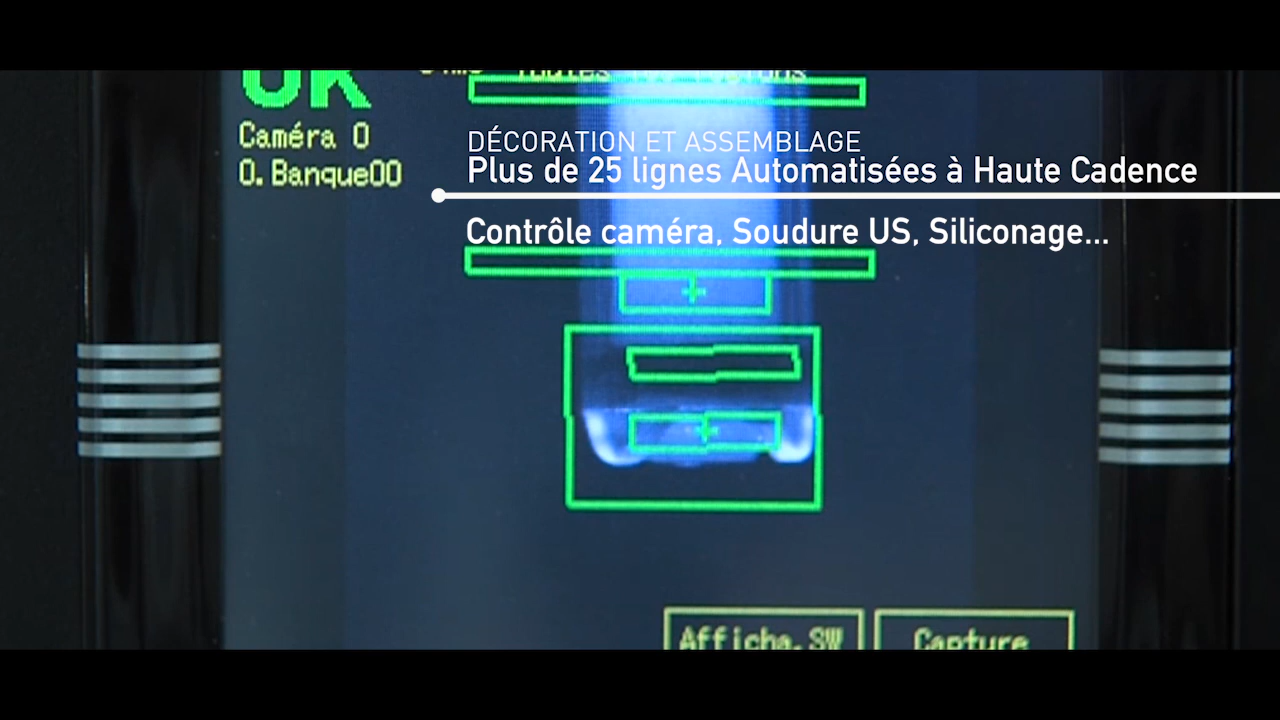 OK
Caméra 0
0.Banque00
DÉCORATION ET ASSEMBLAGE
Plus de 25 lignes Automatisées à Haute Cadence
Contrôle caméra, Soudure US, Siliconage...
Afficha.SW
Capture